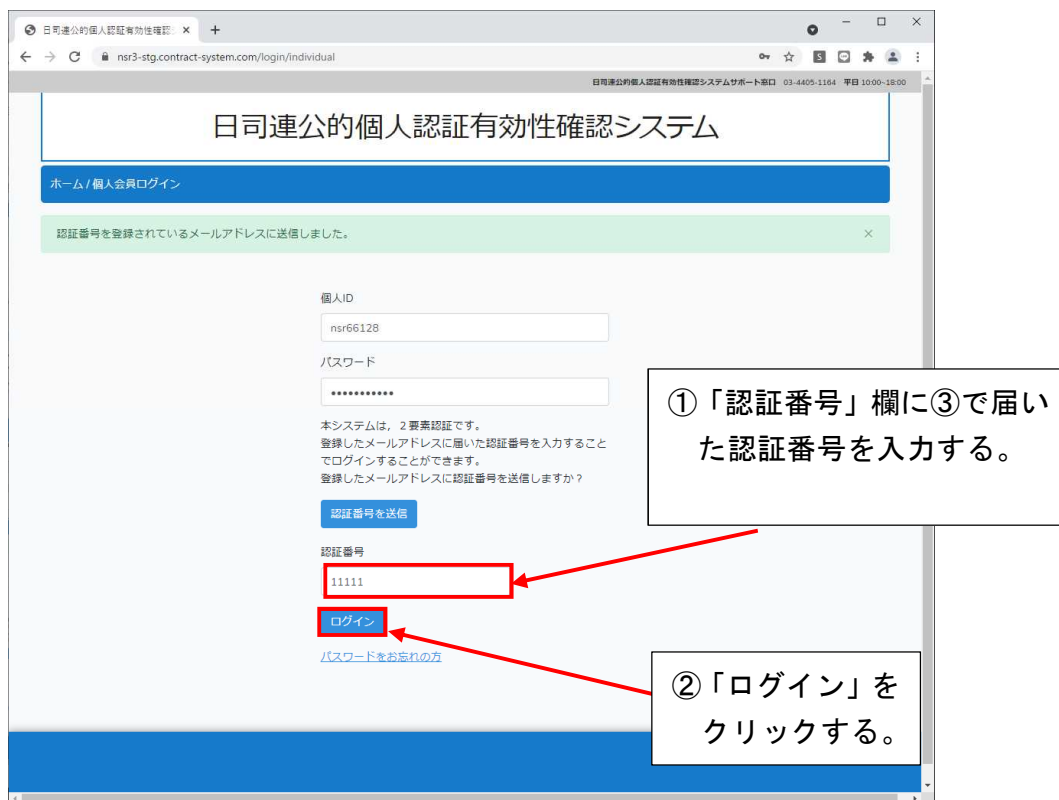 日司連公的個人認証有効性確認
nsr3-stg.contract-system.com/login/individual
日司連公的個人認証有効性確認システムサポート窓口 03-4405-1164 平日 10:00~18:00
日司連公的個人認証有効性確認システム
ホーム / 個人会員ログイン
認証番号を登録されているメールアドレスに送信しました。 ×
個人ID
nsr66128
パスワード
•••••••••••
本システムは，２要素認証です。
登録したメールアドレスに届いた認証番号を入力すること
でログインすることができます。
登録したメールアドレスに認証番号を送信しますか？
認証番号を送信
認証番号
11111
ログイン
パスワードをお忘れの方
①「認証番号」欄に③で届い
た認証番号を入力する。
②「ログイン」を
クリックする。